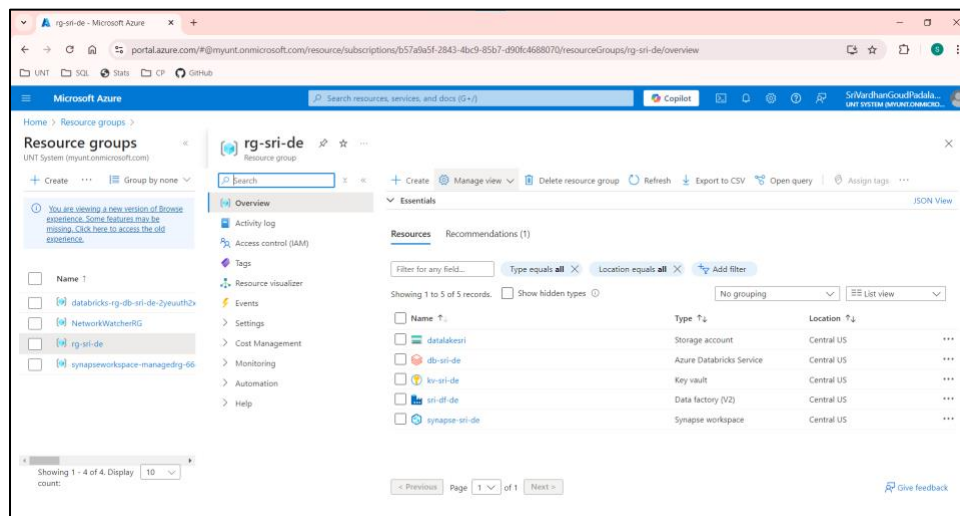 rg-sri-de - Microsoft Azure
portal.azure.com/#@myunt.onmicrosoft.com/resource/subscriptions/b57a9a5f-2843-4bc9-85b7-d90fc4688070/resourceGroups/rg-sri-de/overview
UNT SQL Stats CP GitHub
Microsoft Azure
Search resources, services, and docs (G+/)
Copilot
SriVardhanGoudPadala...
UNT SYSTEM (MYUNT.ONMICRO...
Home > Resource groups >
Resource groups
UNT System (myunt.onmicrosoft.com)
+ Create ... Group by none
You are viewing a new version of Browse
experience. Some features may be
missing. Click here to access the old
experience.
Name ↑
databricks-rg-db-sri-de-2yeuuth2x
NetworkWatcherRG
rg-sri-de
synapseworkspace-managedrg-66
Showing 1 - 4 of 4. Display
count:
10
rg-sri-de
Resource group
Search
Overview
Activity log
Access control (IAM)
Tags
Resource visualizer
Events
Settings
Cost Management
Monitoring
Automation
Help
+ Create Manage view Delete resource group Refresh Export to CSV Open query Assign tags ...
Essentials
JSON View
Resources Recommendations (1)
Filter for any field... Type equals all × Location equals all × Add filter
Showing 1 to 5 of 5 records. Show hidden types No grouping List view
Name ↑ Type ↑↓ Location ↑↓
datalakesri Storage account Central US ...
db-sri-de Azure Databricks Service Central US ...
kv-sri-de Key vault Central US ...
sri-df-de Data factory (V2) Central US ...
synapse-sri-de Synapse workspace Central US ...
< Previous Page 1 of 1 Next >
Give feedback